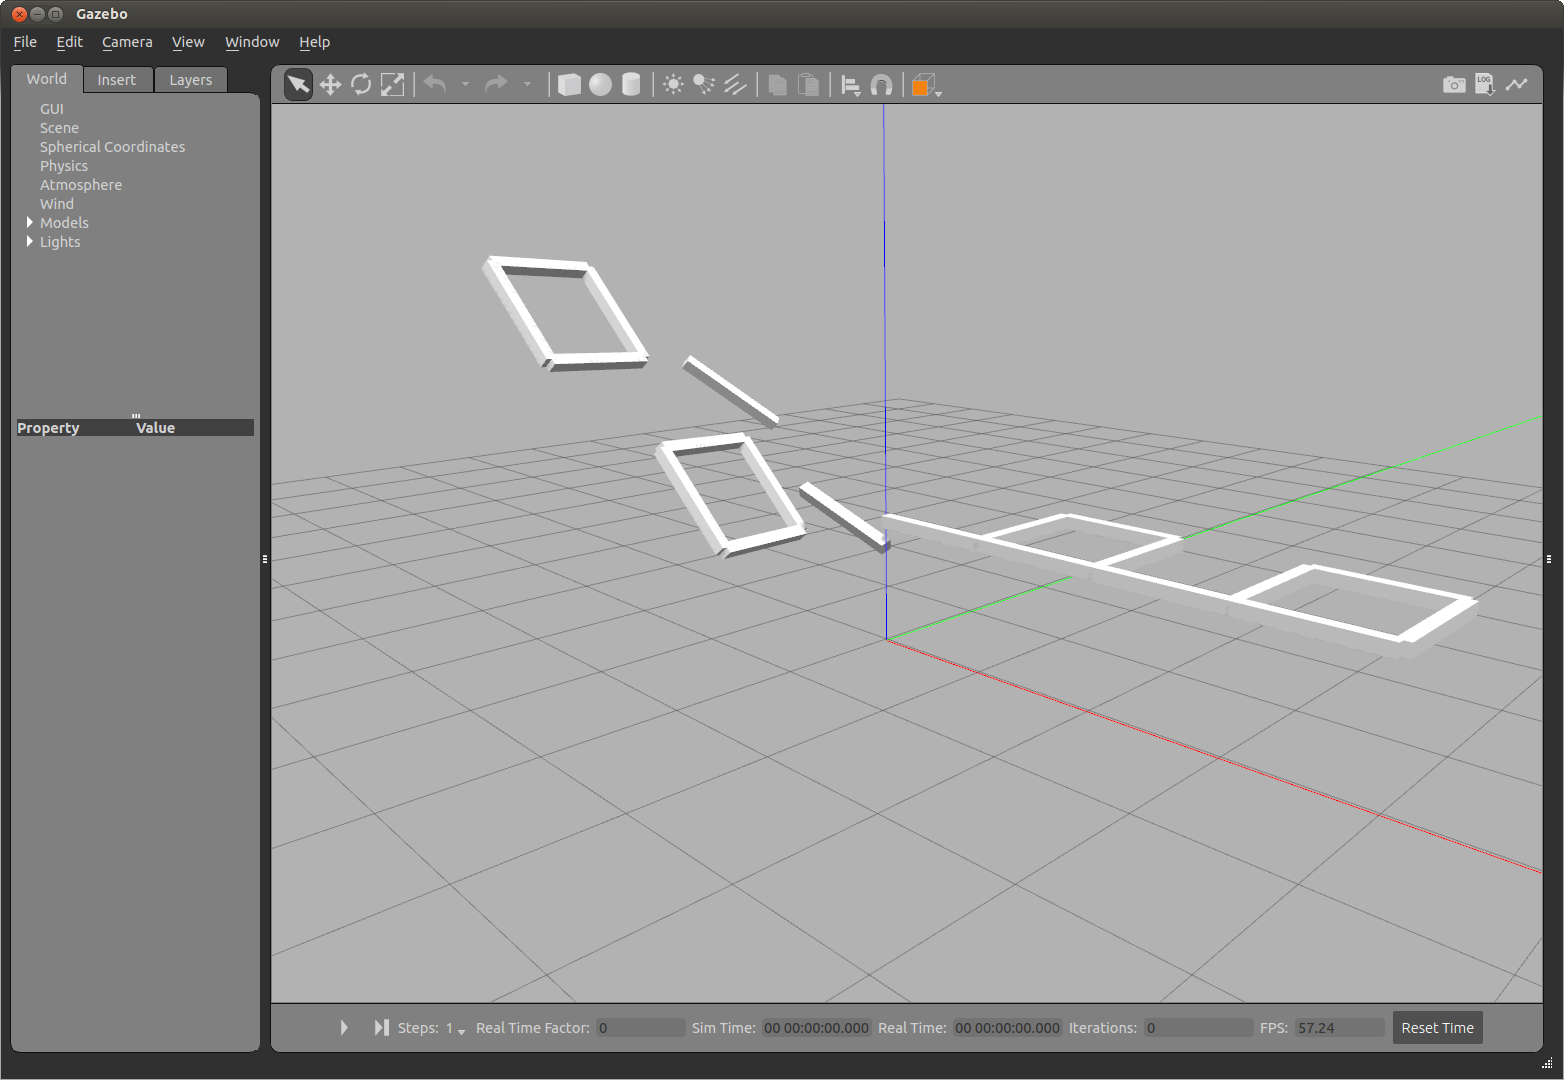 Gazebo
File Edit Camera View Window Help
World Insert Layers
LOG
GUI
Scene
Spherical Coordinates
Physics
Atmosphere
Wind
Models
Lights
Property Value
Steps: 1 Real Time Factor: 0 Sim Time: 00 00:00:00.000 Real Time: 00 00:00:00.000 Iterations: 0 FPS: 57.24 Reset Time